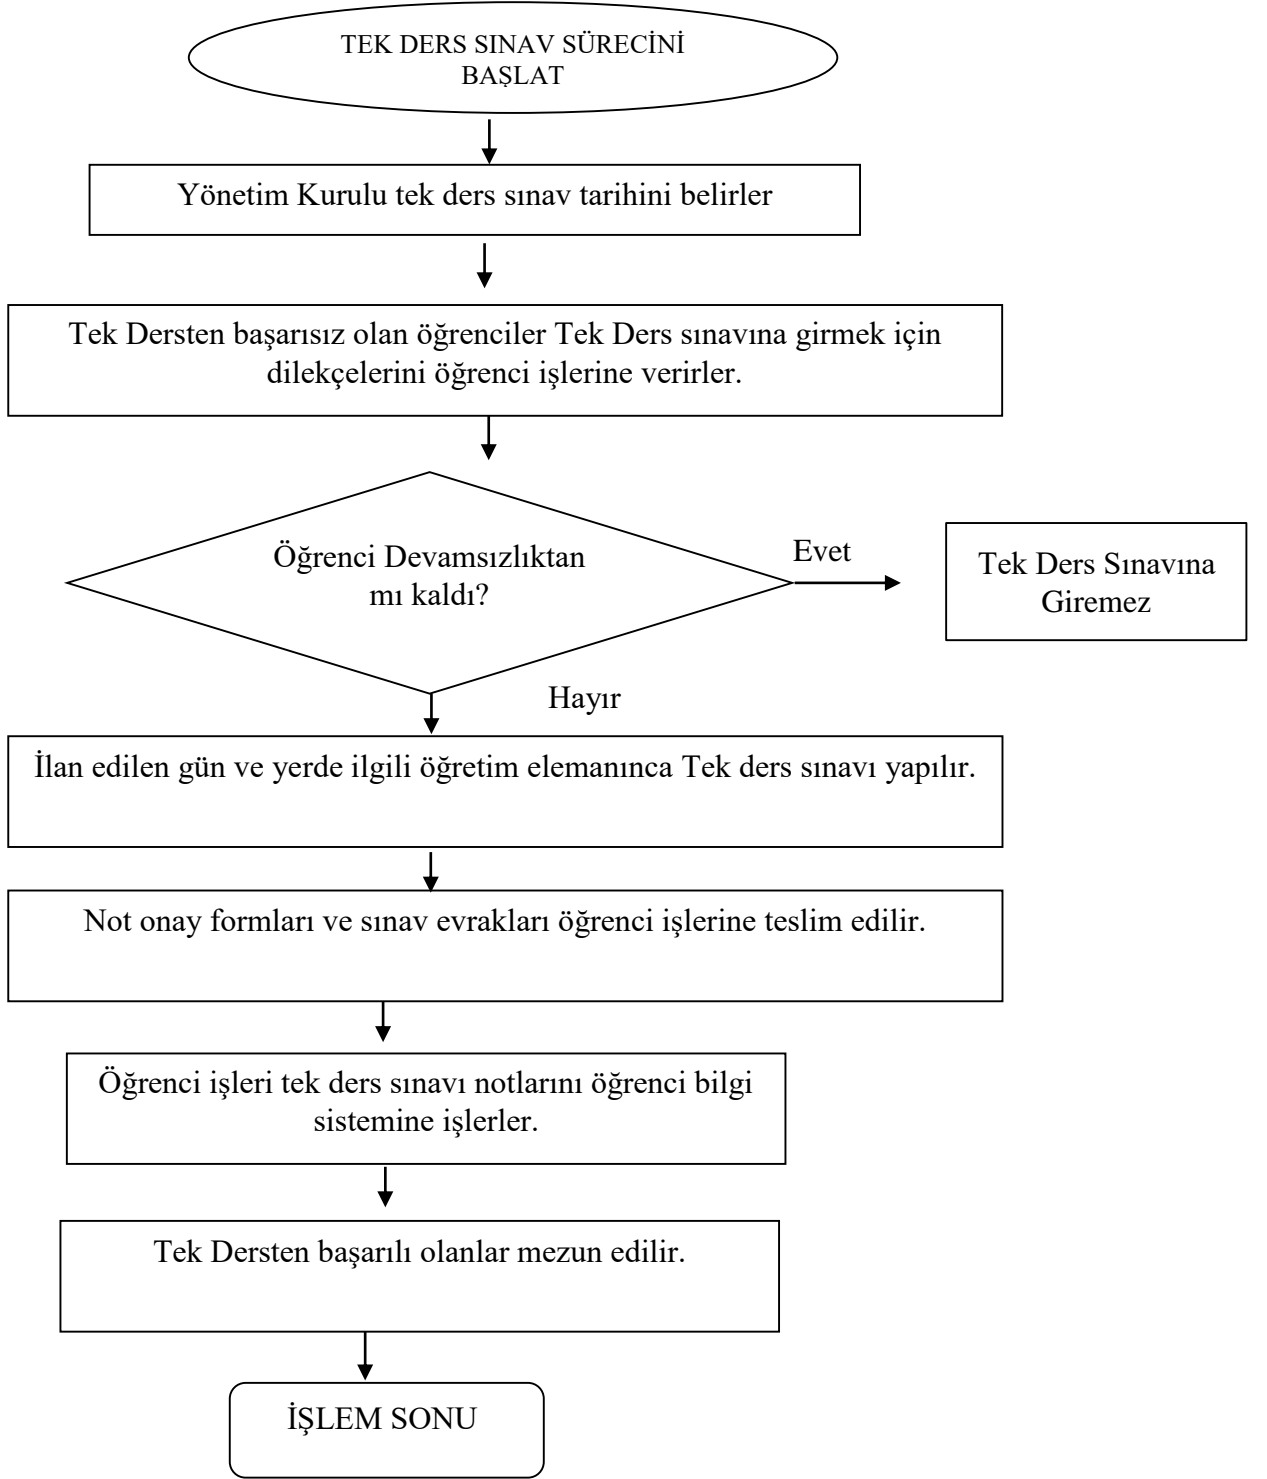 TEK DERS SINAV SÜRECİNİ
BAŞLAT
Yönetim Kurulu tek ders sınav tarihini belirler
Tek Dersten başarısız olan öğrenciler Tek Ders sınavına girmek için
dilekçelerini öğrenci işlerine verirler.
Öğrenci Devamsızlıktan
mı kaldı?
Evet
Tek Ders Sınavına
Giremez
Hayır
İlan edilen gün ve yerde ilgili öğretim elemanınca Tek ders sınavı yapılır.
Not onay formları ve sınav evrakları öğrenci işlerine teslim edilir.
Öğrenci işleri tek ders sınavı notlarını öğrenci bilgi
sistemine işlerler.
Tek Dersten başarılı olanlar mezun edilir.
İŞLEM SONU